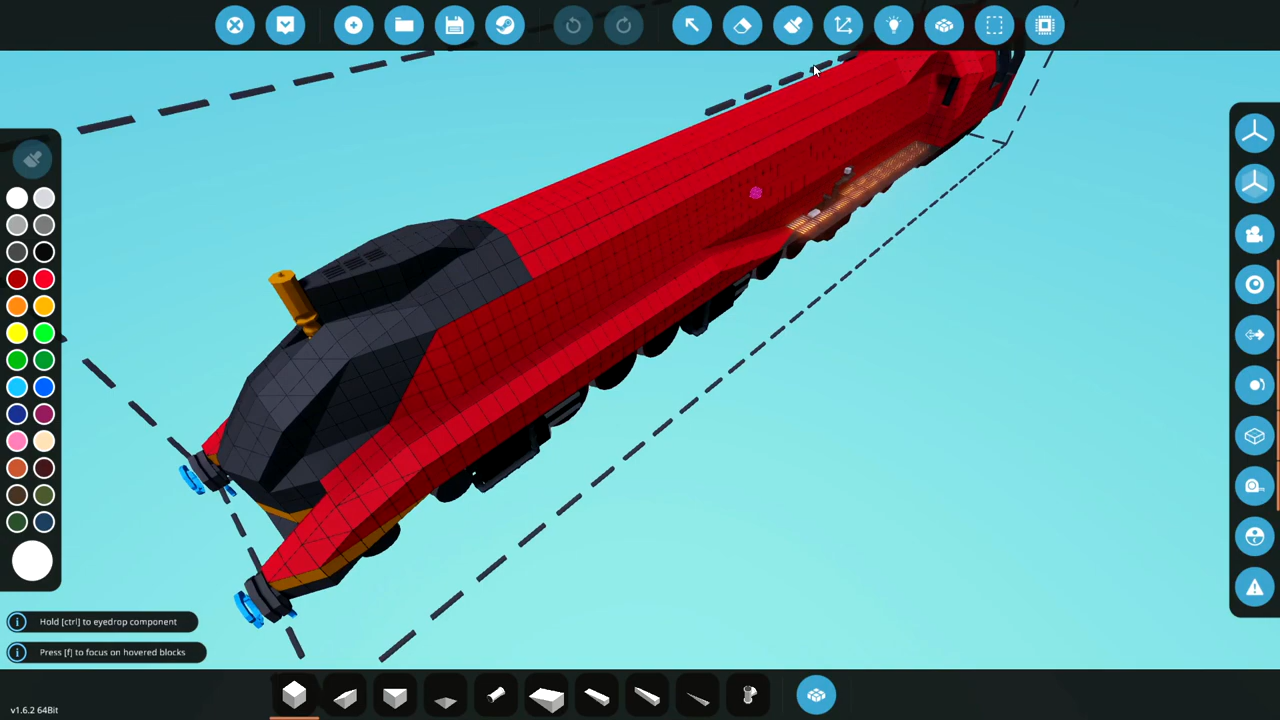 Hold [ctrl] to eyedrop component
Press [f] to focus on hovered blocks
v1.6.2 64Bit